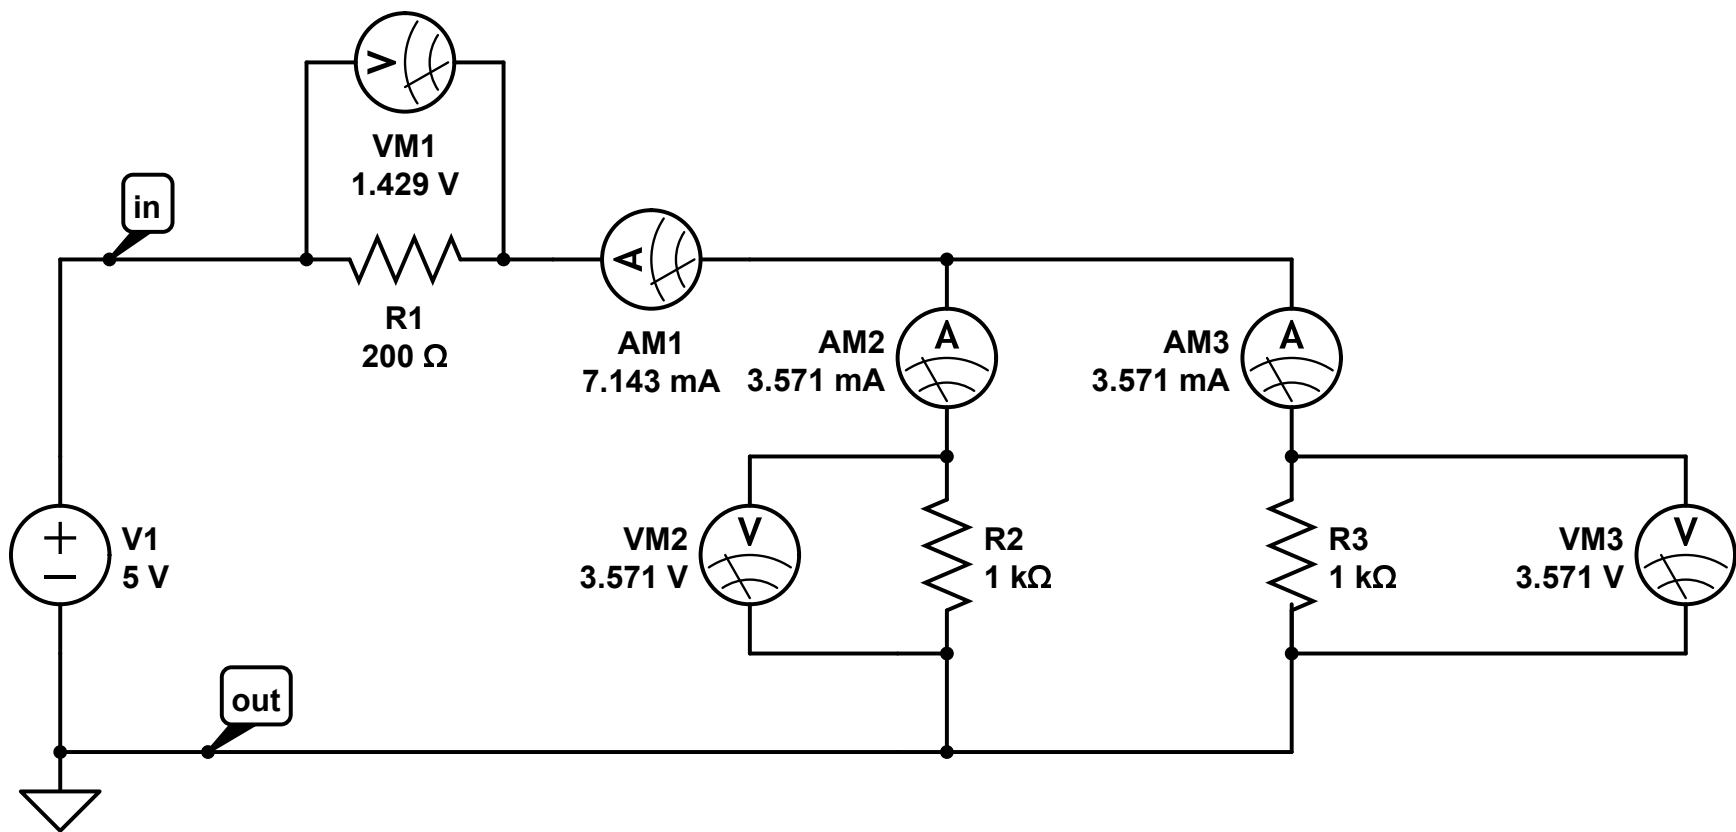 V
VM1
1.429 V
in
A
R1
200 Ω
AM1
7.143 mA
A
AM2
3.571 mA
A
AM3
3.571 mA
V1
5 V
V
VM2
3.571 V
R2
1 kΩ
R3
1 kΩ
V
VM3
3.571 V
out